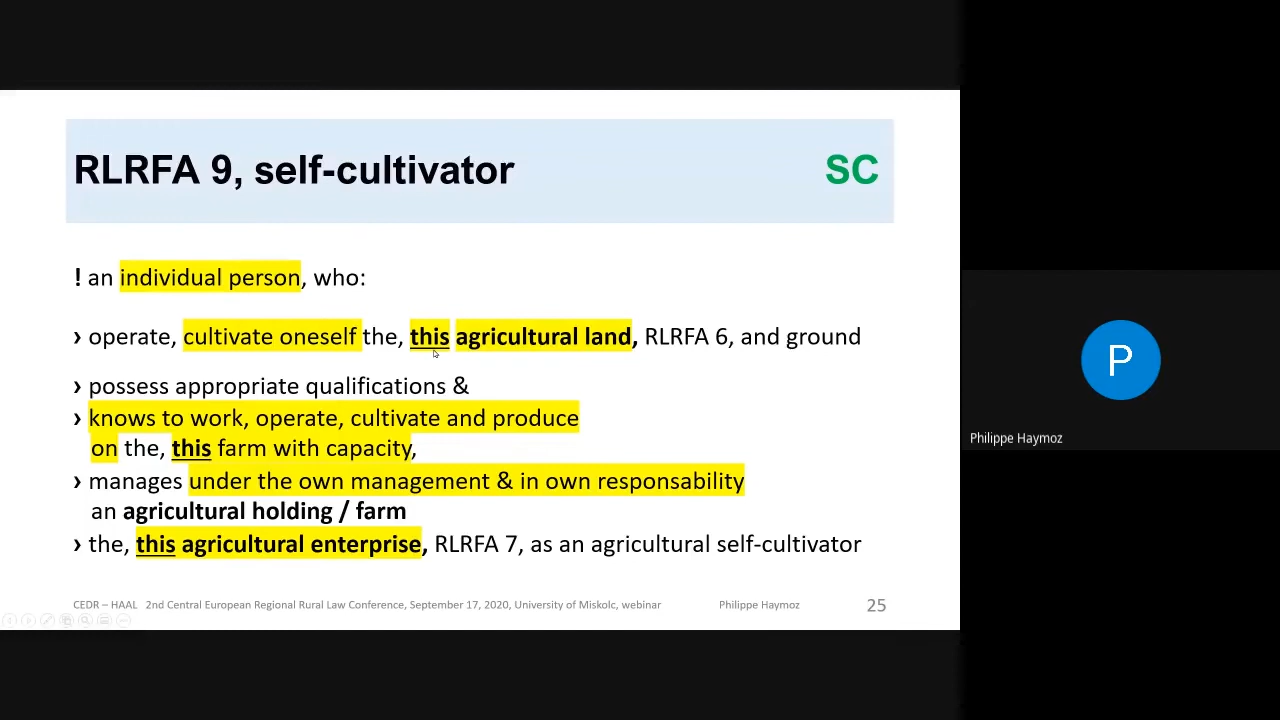 RLRFA 9, self-cultivator SC
! an individual person, who:
› operate, cultivate oneself the, this agricultural land, RLRFA 6, and ground
› possess appropriate qualifications &
› knows to work, operate, cultivate and produce
on the, this farm with capacity,
› manages under the own management & in own responsability
an agricultural holding / farm
› the, this agricultural enterprise, RLRFA 7, as an agricultural self-cultivator
CEDR – HAAL 2nd Central European Regional Rural Law Conference, September 17, 2020, University of Miskolc, webinar Philippe Haymoz 25
P
Philippe Haymoz